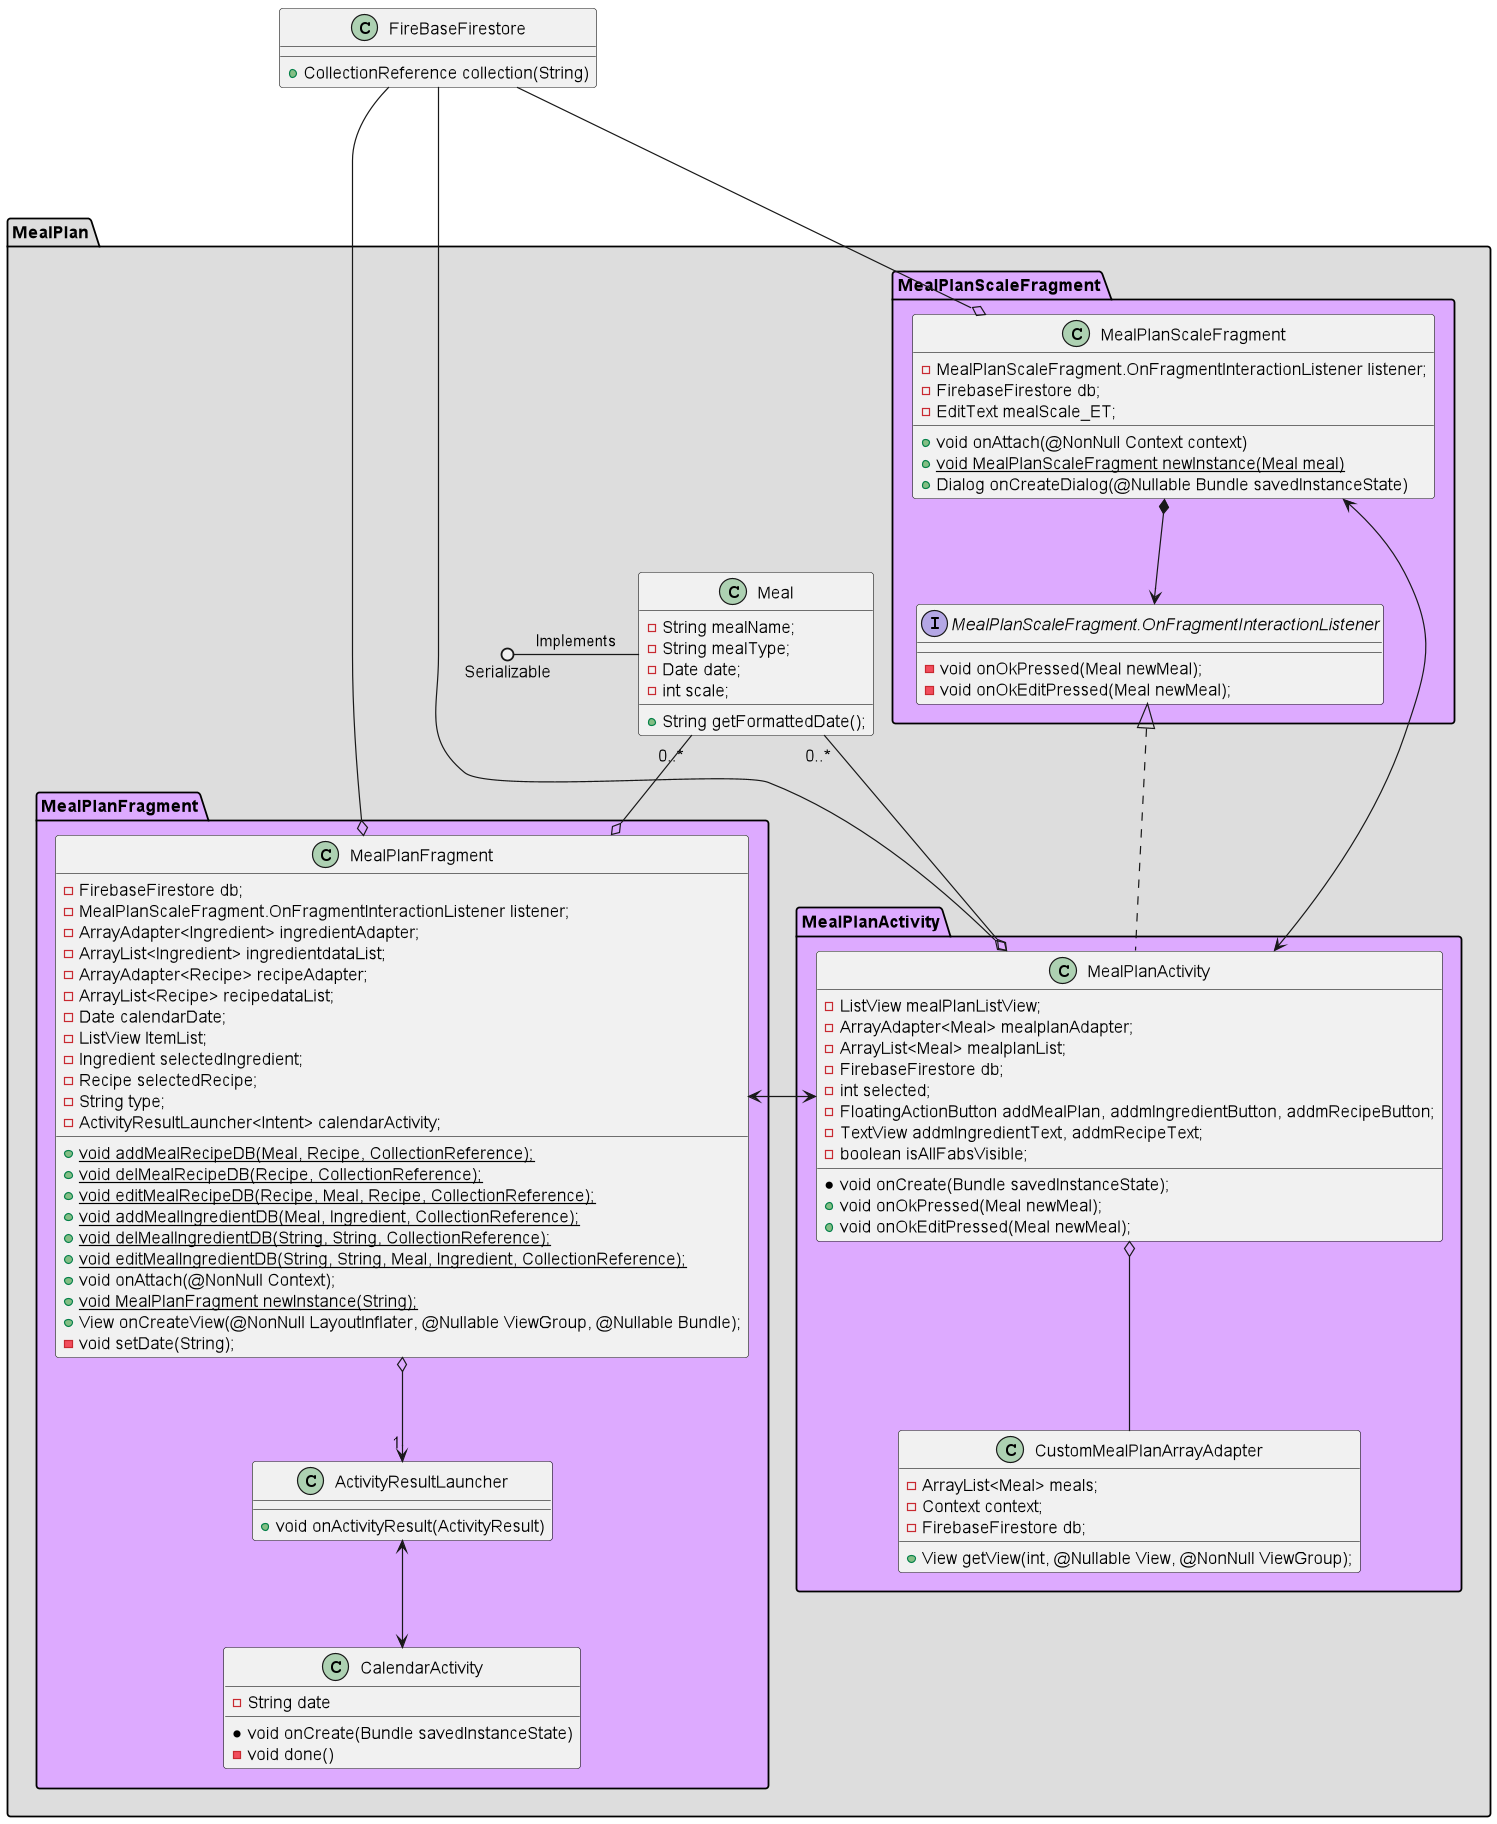 C FireBaseFirestore
CollectionReference collection(String)
MealPlan
MealPlanScaleFragment
C MealPlanScaleFragment
MealPlanScaleFragment.OnFragmentInteractionListener listener;
FirebaseFirestore db;
EditText mealScale_ET;
void onAttach(@NonNull Context context)
void MealPlanScaleFragment newInstance(Meal meal)
Dialog onCreateDialog(@Nullable Bundle savedInstanceState)
C Meal
String mealName;
String mealType;
Date date;
int scale;
String getFormattedDate();
Implements
Serializable
I MealPlanScaleFragment.OnFragmentInteractionListener
void onOkPressed(Meal newMeal);
void onOkEditPressed(Meal newMeal);
0..*
0..*
MealPlanFragment
C MealPlanFragment
FirebaseFirestore db;
MealPlanScaleFragment.OnFragmentInteractionListener listener;
ArrayAdapter<Ingredient> ingredientAdapter;
ArrayList<Ingredient> ingredientdataList;
ArrayAdapter<Recipe> recipeAdapter;
ArrayList<Recipe> recipedataList;
Date calendarDate;
ListView ItemList;
Ingredient selectedIngredient;
Recipe selectedRecipe;
String type;
ActivityResultLauncher<Intent> calendarActivity;
void addMealRecipeDB(Meal, Recipe, CollectionReference);
void delMealRecipeDB(Recipe, CollectionReference);
void editMealRecipeDB(Recipe, Meal, Recipe, CollectionReference);
void addMealIngredientDB(Meal, Ingredient, CollectionReference);
void delMealIngredientDB(String, String, CollectionReference);
void editMealIngredientDB(String, String, Meal, Ingredient, CollectionReference);
void onAttach(@NonNull Context);
void MealPlanFragment newInstance(String);
View onCreateView(@NonNull LayoutInflater, @Nullable ViewGroup, @Nullable Bundle);
void setDate(String);
MealPlanActivity
C MealPlanActivity
ListView mealPlanListView;
ArrayAdapter<Meal> mealplanAdapter;
ArrayList<Meal> mealplanList;
FirebaseFirestore db;
int selected;
FloatingActionButton addMealPlan, addmIngredientButton, addmRecipeButton;
TextView addmIngredientText, addmRecipeText;
boolean isAllFabsVisible;
void onCreate(Bundle savedInstanceState);
void onOkPressed(Meal newMeal);
void onOkEditPressed(Meal newMeal);
1
C ActivityResultLauncher
void onActivityResult(ActivityResult)
C CustomMealPlanArrayAdapter
ArrayList<Meal> meals;
Context context;
FirebaseFirestore db;
View getView(int, @Nullable View, @NonNull ViewGroup);
C CalendarActivity
String date
void onCreate(Bundle savedInstanceState)
void done()